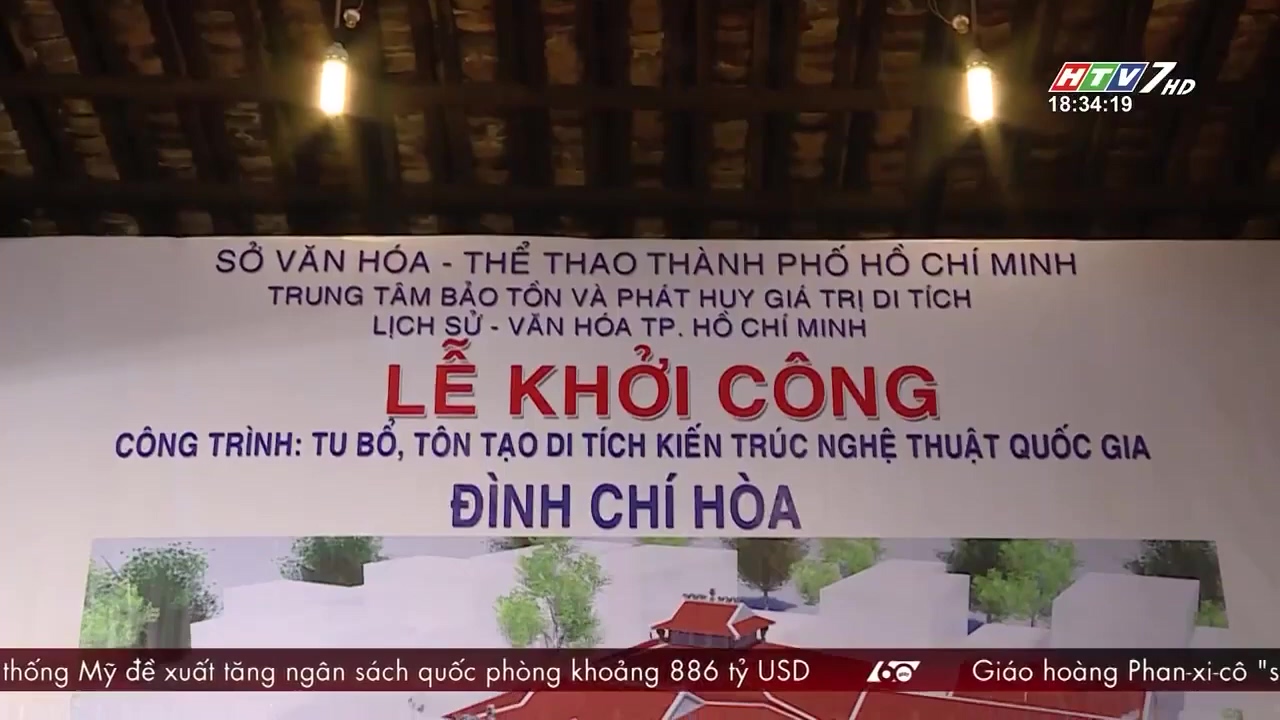 HTV7 HD
18:34:19
SỞ VĂN HÓA - THỂ THAO THÀNH PHỐ HỒ CHÍ MINH
TRUNG TÂM BẢO TỒN VÀ PHÁT HUY GIÁ TRỊ DI TÍCH
LỊCH SỬ - VĂN HÓA TP. HỒ CHÍ MINH
LỄ KHỞI CÔNG
CÔNG TRÌNH: TU BỔ, TÔN TẠO DI TÍCH KIẾN TRÚC NGHỆ THUẬT QUỐC GIA
ĐÌNH CHÍ HÒA
thống Mỹ đề xuất tăng ngân sách quốc phòng khoảng 886 tỷ USD 60 Giáo hoàng Phan-xi-cô "s